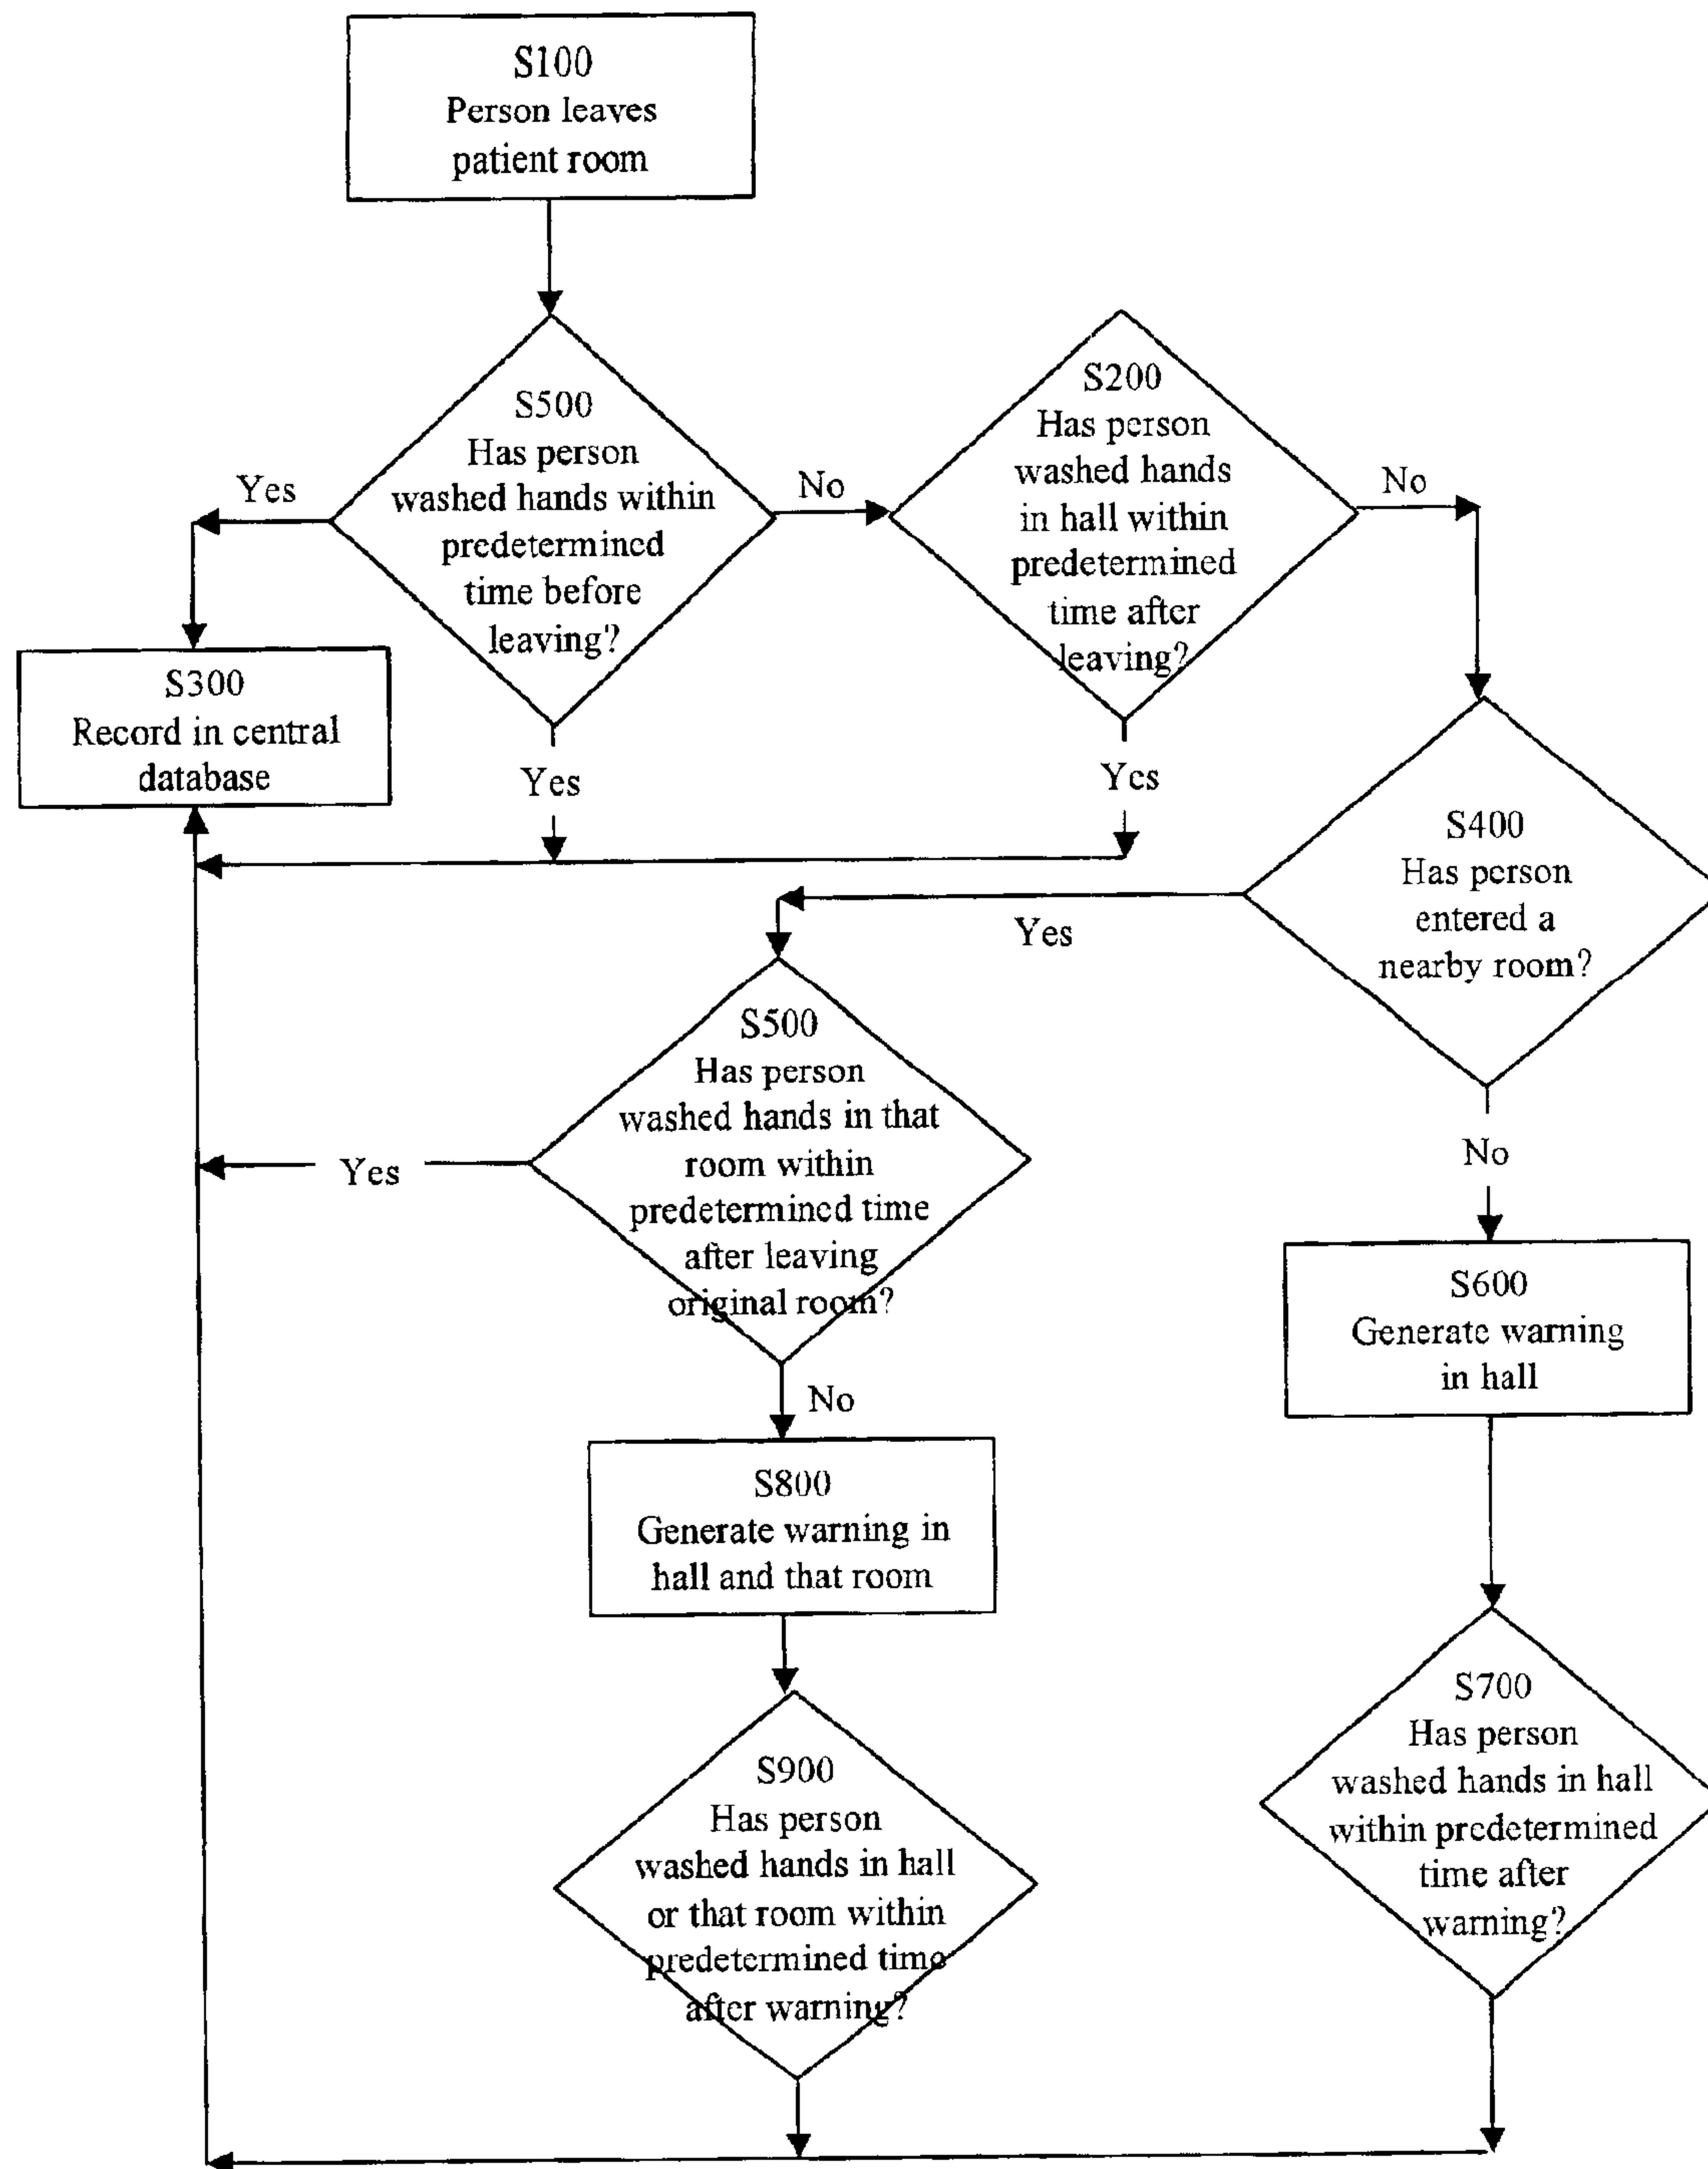 S100
Person leaves
patient room
S500
Has person
washed hands within
predetermined
time before
leaving?
Yes
No
Yes
S200
Has person
washed hands
in hall within
predetermined
time after
leaving?
No
Yes
S300
Record in central
database
S400
Has person
entered a
nearby room?
Yes
No
S500
Has person
washed hands in that
room within
predetermined time
after leaving
original room?
Yes
No
S600
Generate warning
in hall
S800
Generate warning in
hall and that room
S700
Has person
washed hands in hall
within predetermined
time after
warning?
S900
Has person
washed hands in hall
or that room within
predetermined time
after warning?